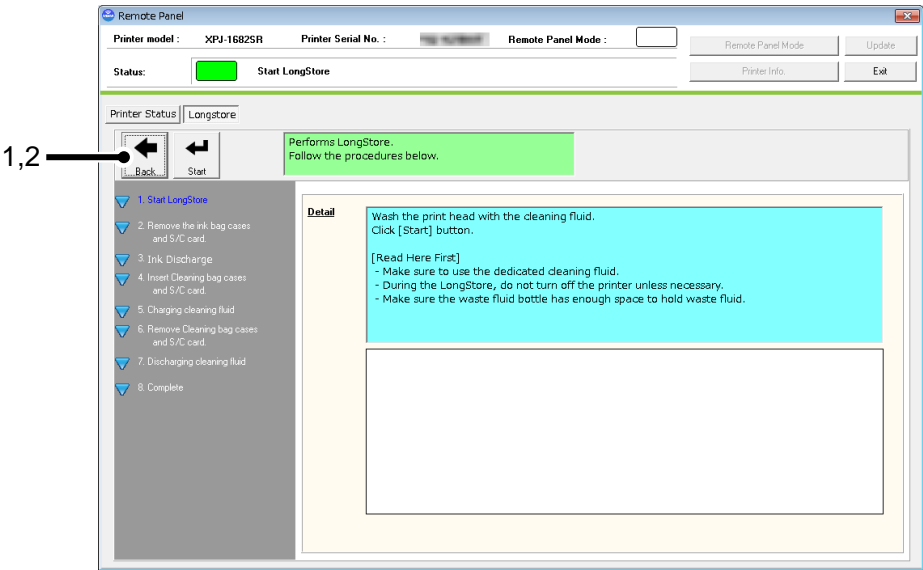 Remote Panel
Printer model : XPJ-1682SR Printer Serial No. : Remote Panel Mode :
Remote Panel Mode Update
Status: Start LongStore
Printer Info. Exit
Printer Status Longstore
1,2
Back Start
Performs LongStore.
Follow the procedures below.
1. Start LongStore
2. Remove the ink bag cases
and S/C card.
3. Ink Discharge
4. Insert Cleaning bag cases
and S/C card.
5. Charging cleaning fluid
6. Remove Cleaning bag cases
and S/C card.
7. Discharging cleaning fluid
8. Complete
Detail
Wash the print head with the cleaning fluid.
Click [Start] button.
[Read Here First]
- Make sure to use the dedicated cleaning fluid.
- During the LongStore, do not turn off the printer unless necessary.
- Make sure the waste fluid bottle has enough space to hold waste fluid.